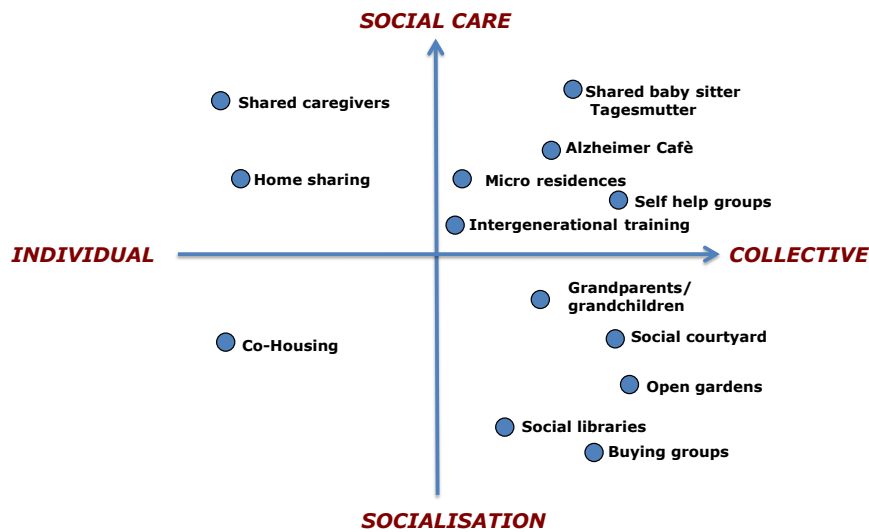 SOCIAL CARE
Shared caregivers
Shared baby sitter
Tagesmutter
Alzheimer Cafè
Home sharing
Micro residences
Self help groups
Intergenerational training
INDIVIDUAL
COLLECTIVE
Grandparents/
grandchildren
Co-Housing
Social courtyard
Open gardens
Social libraries
Buying groups
SOCIALISATION